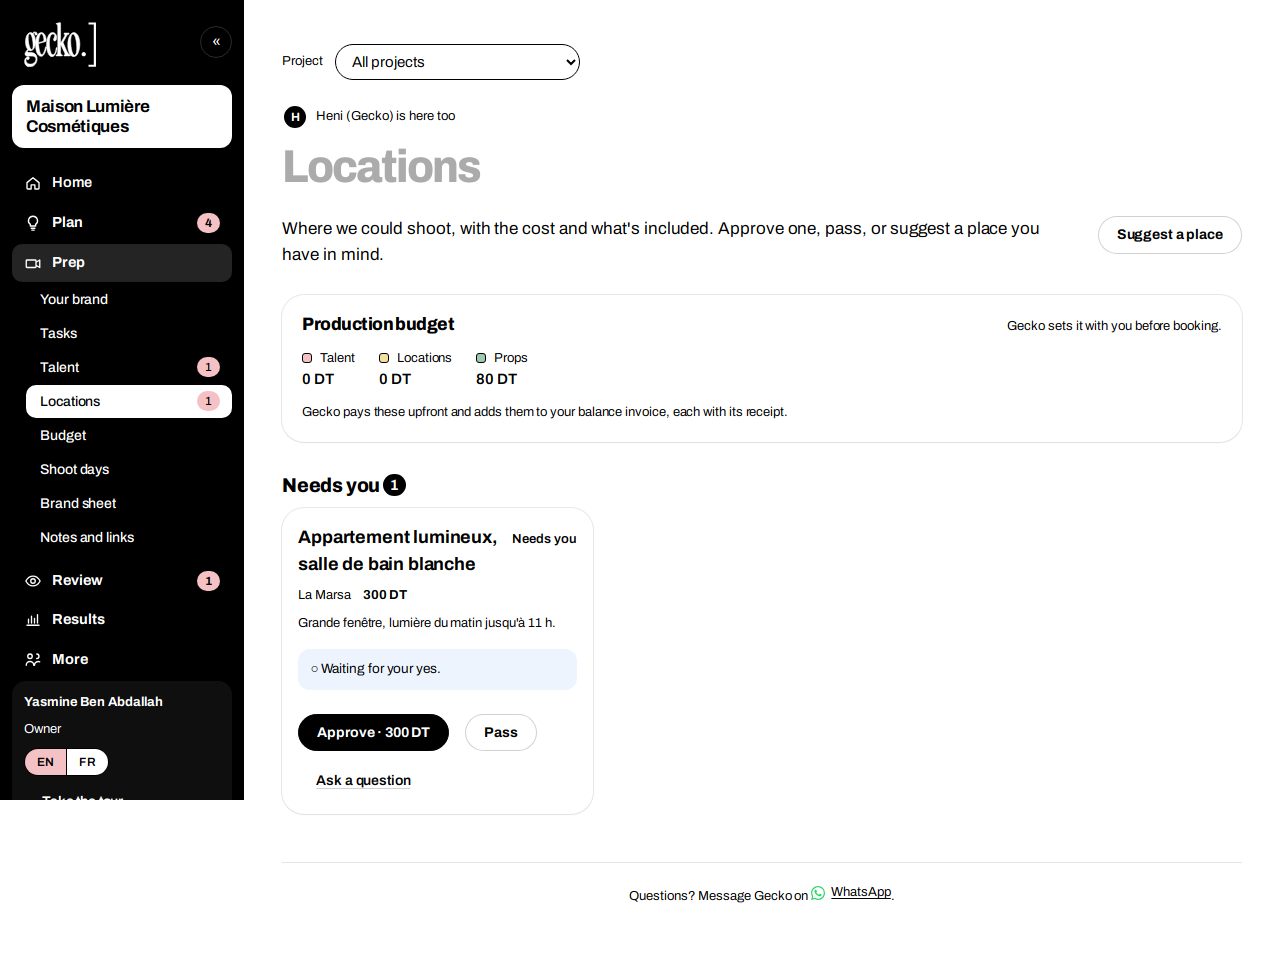 gecko.]
«
Maison Lumière
Cosmétiques
Home
Plan 4
Prep
Your brand
Tasks
Talent 1
Locations 1
Budget
Shoot days
Brand sheet
Notes and links
Review 1
Results
More
Yasmine Ben Abdallah
Owner
EN FR
Take the tour
Project All projects
H Heni (Gecko) is here too
Locations
Where we could shoot, with the cost and what's included. Approve one, pass, or suggest a place you
have in mind.
Suggest a place
Production budget
Gecko sets it with you before booking.
Talent Locations Props
0 DT 0 DT 80 DT
Gecko pays these upfront and adds them to your balance invoice, each with its receipt.
Needs you 1
Appartement lumineux,
salle de bain blanche
Needs you
La Marsa 300 DT
Grande fenêtre, lumière du matin jusqu'à 11 h.
○ Waiting for your yes.
Approve · 300 DT Pass
Ask a question
Questions? Message Gecko on WhatsApp.